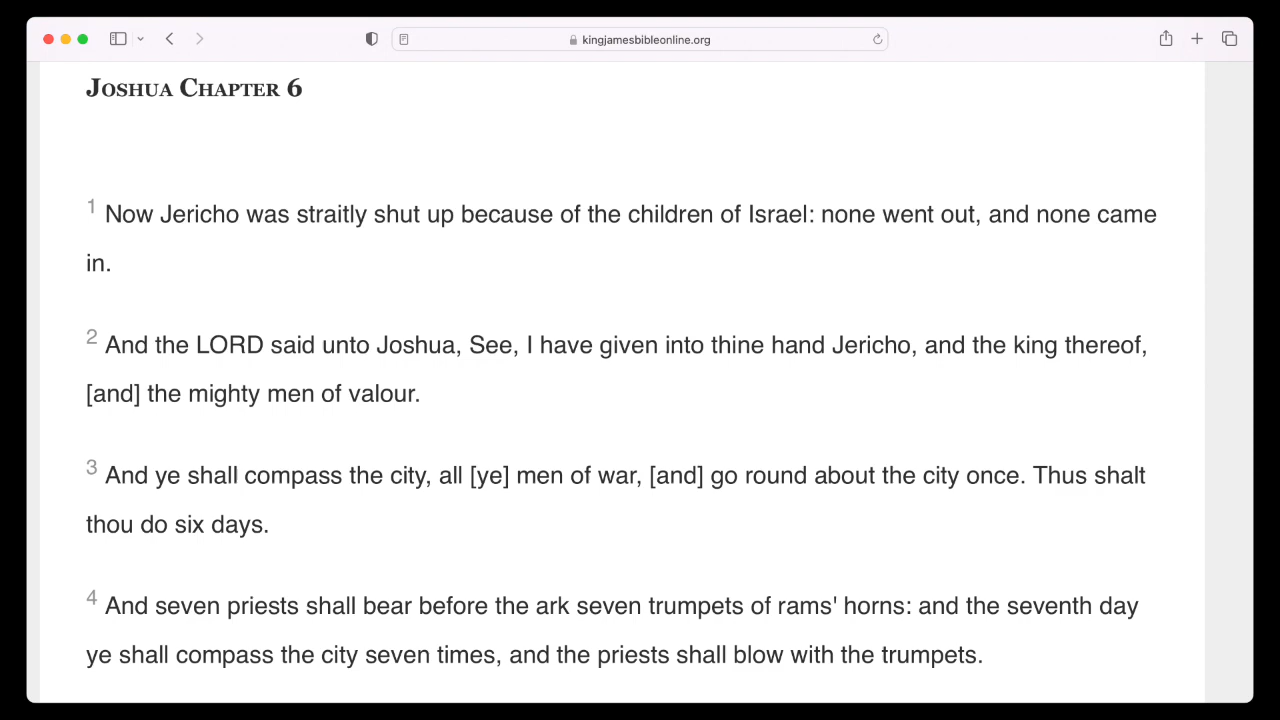 kingjamesbibleonline.org
Joshua Chapter 6
1 Now Jericho was straitly shut up because of the children of Israel: none went out, and none came
in.
2 And the LORD said unto Joshua, See, I have given into thine hand Jericho, and the king thereof,
[and] the mighty men of valour.
3 And ye shall compass the city, all [ye] men of war, [and] go round about the city once. Thus shalt
thou do six days.
4 And seven priests shall bear before the ark seven trumpets of rams' horns: and the seventh day
ye shall compass the city seven times, and the priests shall blow with the trumpets.